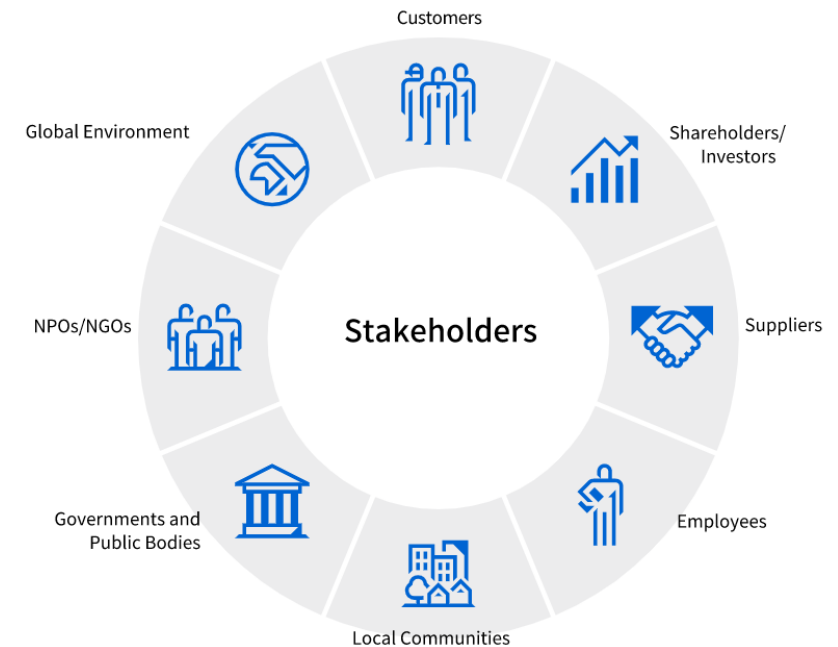 Customers
Shareholders/
Investors
Suppliers
Employees
Local Communities
Governments and
Public Bodies
NPOs/NGOs
Global Environment
Stakeholders